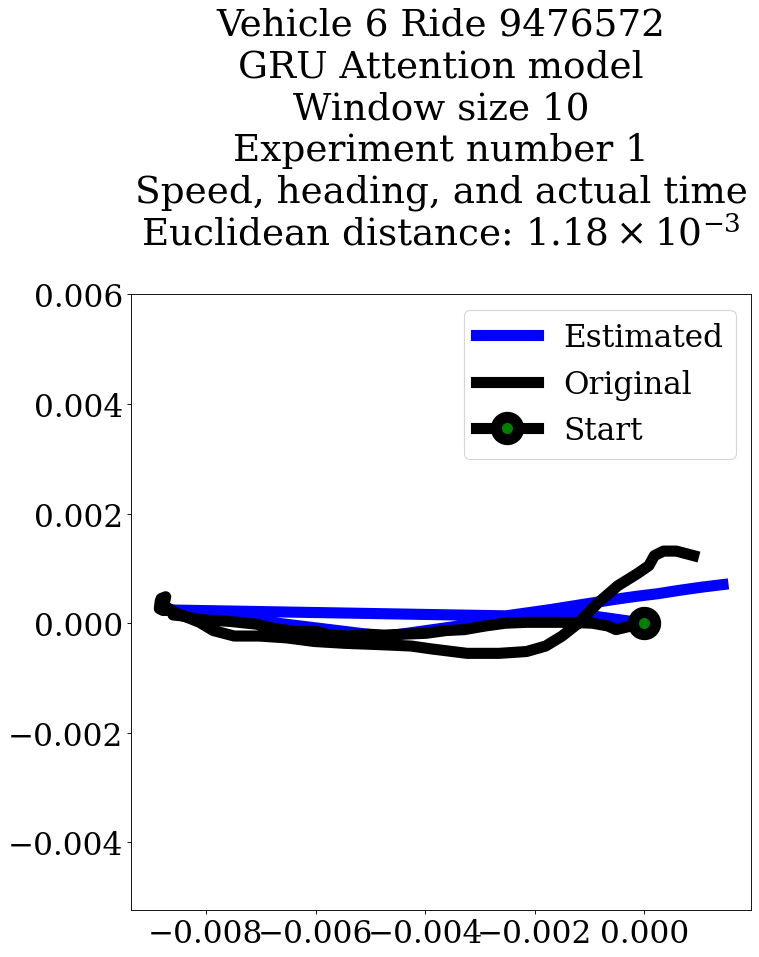 Vehicle 6 Ride 9476572
GRU Attention model
Window size 10
Experiment number 1
Speed, heading, and actual time
Euclidean distance: 1.18 × 10⁻³
0.006
Estimated
Original
Start
0.004
0.002
0.000
−0.002
−0.004
−0.008 −0.006 −0.004 −0.002 0.000